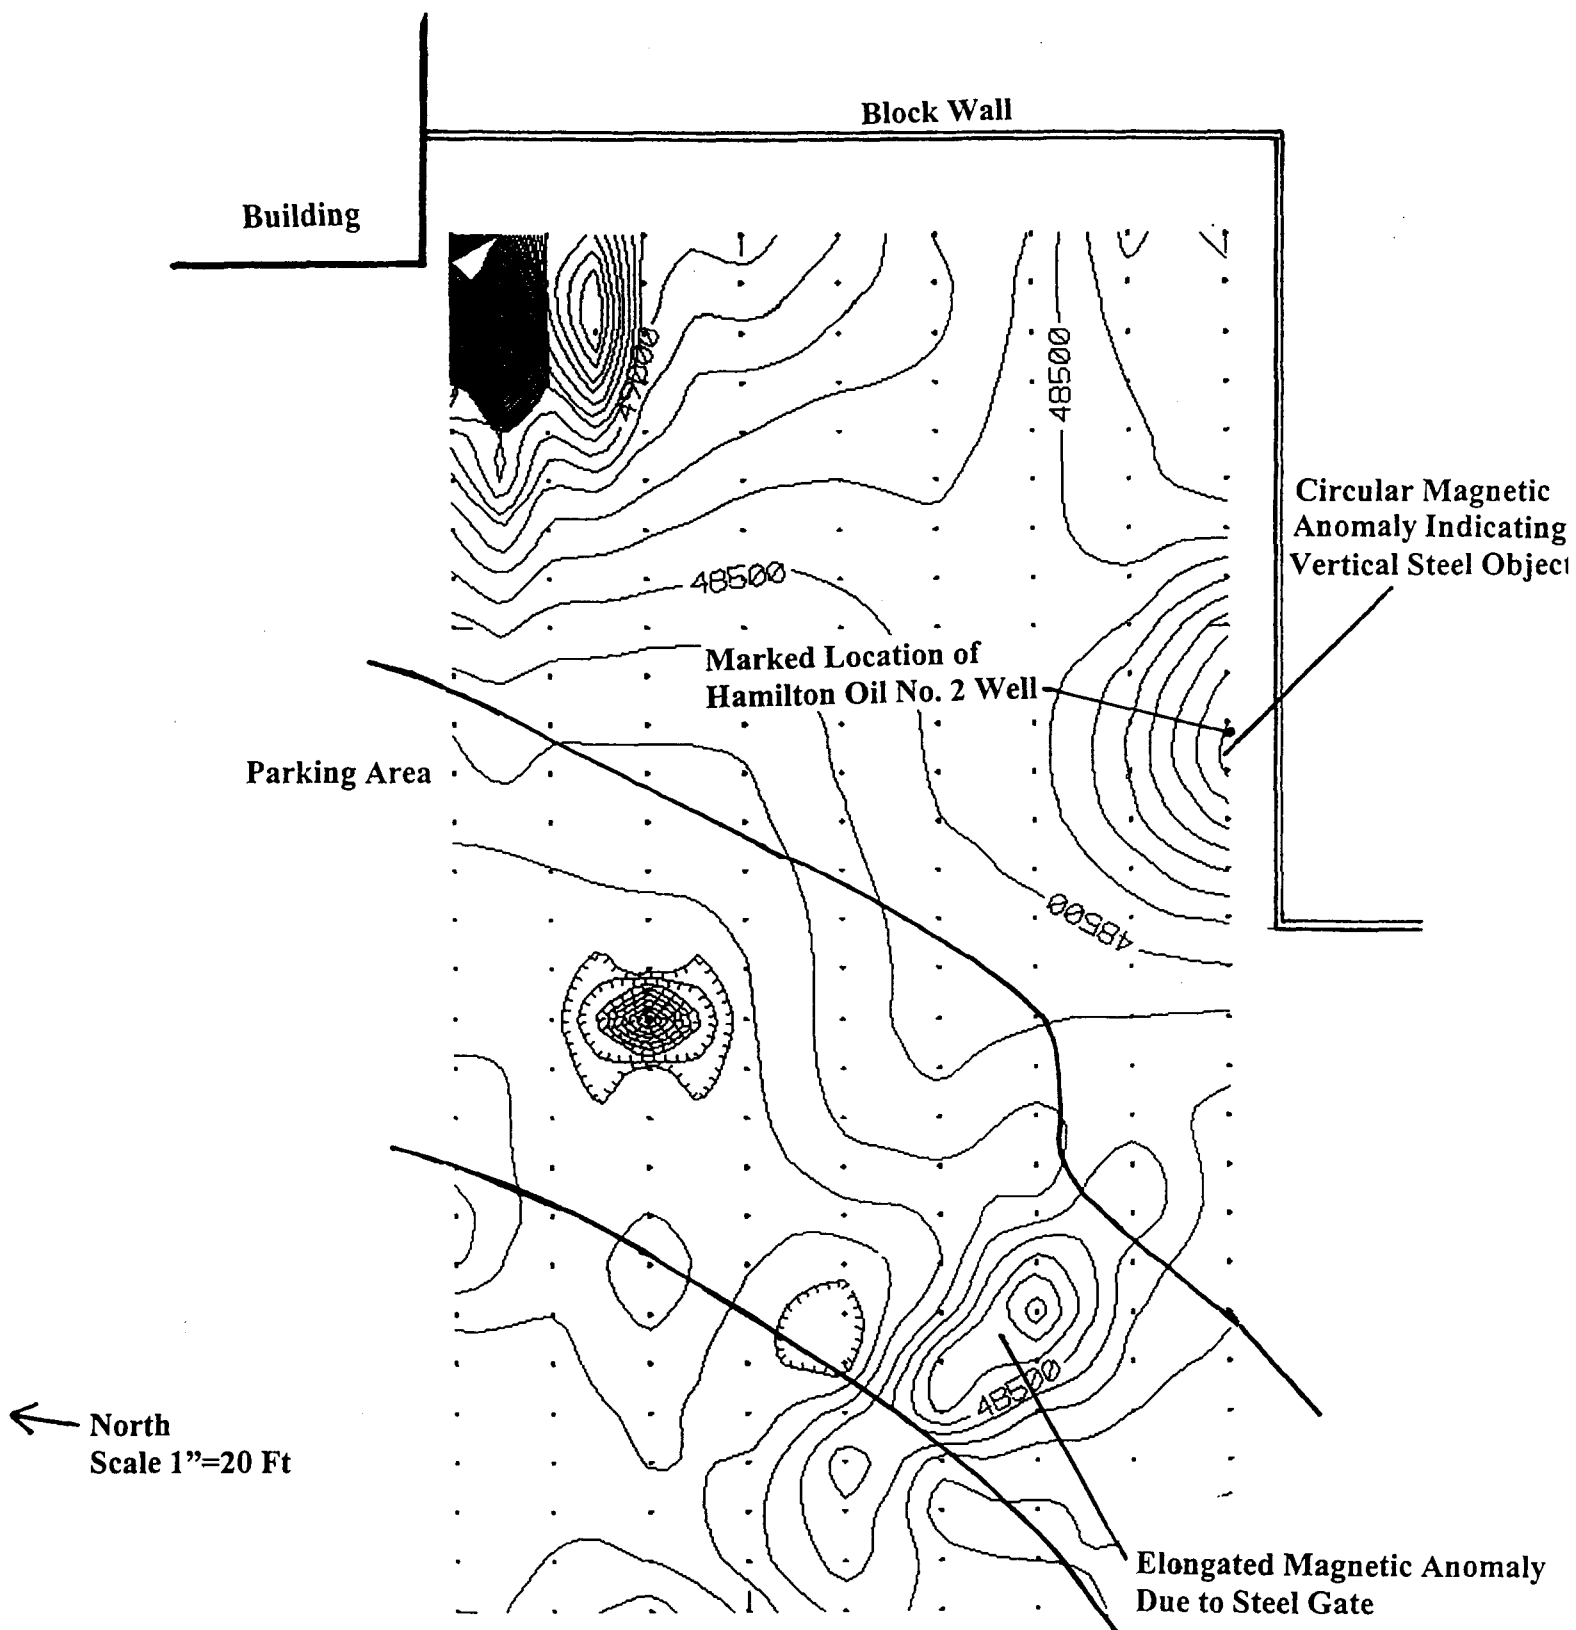 Block Wall
Building
49000
48500
Circular Magnetic
Anomaly Indicating
Vertical Steel Object
48500
Marked Location of
Hamilton Oil No. 2 Well
Parking Area
48500
48500
North
Scale 1”=20 Ft
Elongated Magnetic Anomaly
Due to Steel Gate